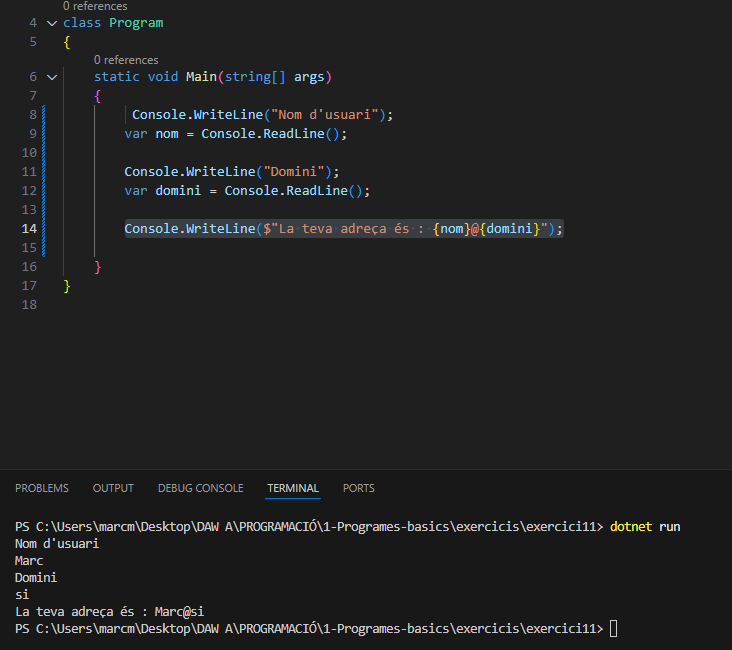 0 references
4 class Program
5 {
0 references
6 static void Main(string[] args)
7 {
8 Console.WriteLine("Nom d'usuari");
9 var nom = Console.ReadLine();
10
11 Console.WriteLine("Domini");
12 var domini = Console.ReadLine();
13
14 Console.WriteLine($"La teva adreça és : {nom}@{domini}");
15
16 }
17 }
18
PROBLEMS OUTPUT DEBUG CONSOLE TERMINAL PORTS
PS C:\Users\marcm\Desktop\DAW A\PROGRAMACIÓ\1-Programes-basics\exercicis\exercici11> dotnet run
Nom d'usuari
Marc
Domini
si
La teva adreça és : Marc@si
PS C:\Users\marcm\Desktop\DAW A\PROGRAMACIÓ\1-Programes-basics\exercicis\exercici11>